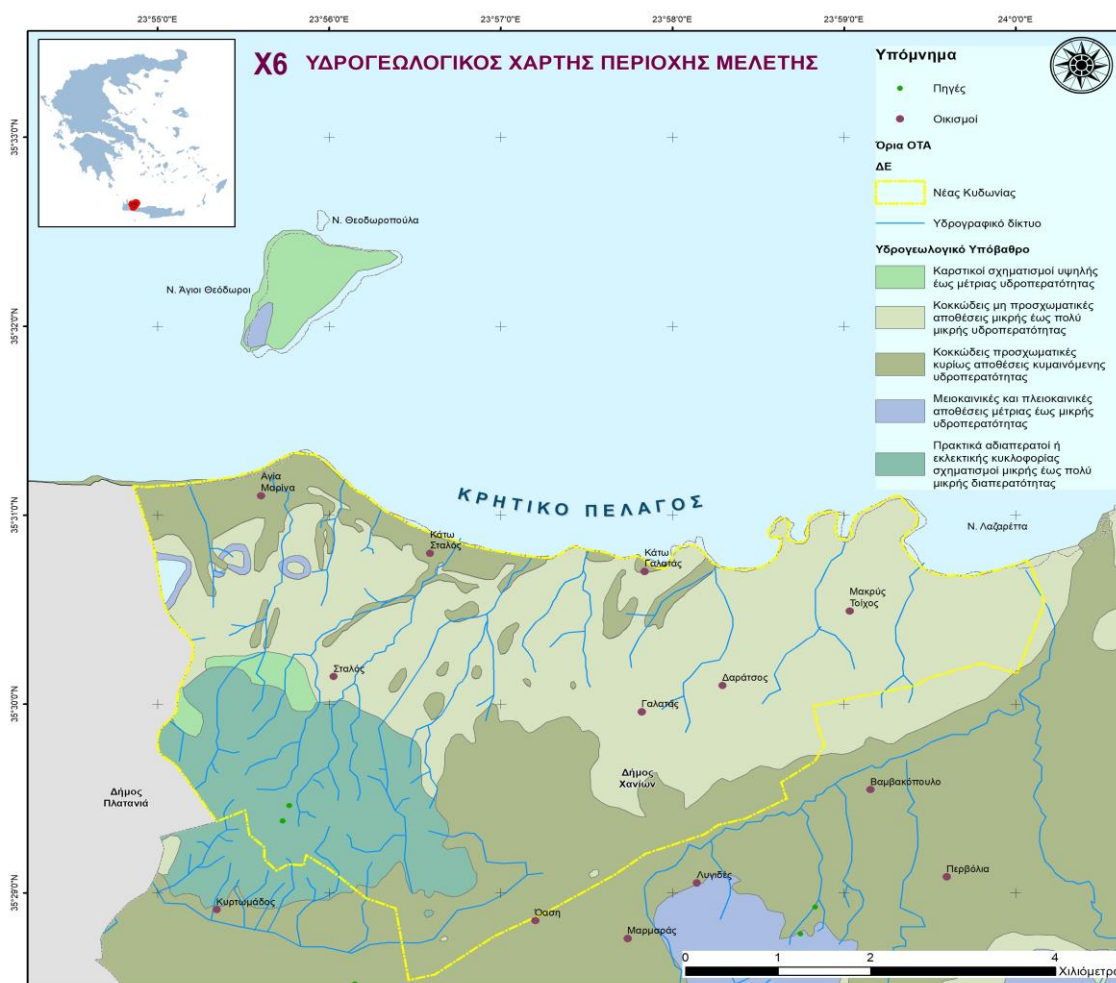 23°55'0"E
23°56'0"E
23°57'0"E
23°58'0"E
23°59'0"E
24°0'0"E
Χ6 ΥΔΡΟΓΕΩΛΟΓΙΚΟΣ ΧΑΡΤΗΣ ΠΕΡΙΟΧΗΣ ΜΕΛΕΤΗΣ
Υπόμνημα
Πηγές
Οικισμοί
Όρια ΟΤΑ
ΔΕ
Νέας Κυδωνίας
Υδρογραφικό δίκτυο
Υδρογεωλογικό Υπόβαθρο
Καρστικοί σχηματισμοί υψηλής
έως μέτριας υδροπερατότητας
Κοκκώδεις μη προσχωματικές
αποθέσεις μικρής έως πολύ
μικρής υδροπερατότητας
Κοκκώδεις προσχωματικές
κυρίως αποθέσεις κυμαινόμενης
υδροπερατότητας
Μειοκαινικές και πλειοκαινικές
αποθέσεις μέτριας έως μικρής
υδροπερατότητας
Πρακτικά αδιαπερατοί ή
εκλεκτικής κυκλοφορίας
σχηματισμοί μικρής έως πολύ
μικρής διαπερατότητας
35°33'0"N
35°32'0"N
35°31'0"N
35°30'0"N
35°29'0"N
Ν. Θεοδωροπούλα
Ν. Άγιοι Θεόδωροι
ΚΡΗΤΙΚΟ ΠΕΛΑΓΟΣ
Ν. Λαζαρέττα
Αγία
Μαρίνα
Κάτω
Σταλός
Κάτω
Γαλατάς
Μακρύς
Τοίχος
Σταλός
Δαράτσος
Γαλατάς
Δήμος
Πλατανιά
Δήμος
Χανίων
Βαμβακόπουλο
Περβόλια
Λυγιδές
Κυρτωμάδος
Όαση
Μαρμαράς
0
1
2
4
Χιλιόμετρα